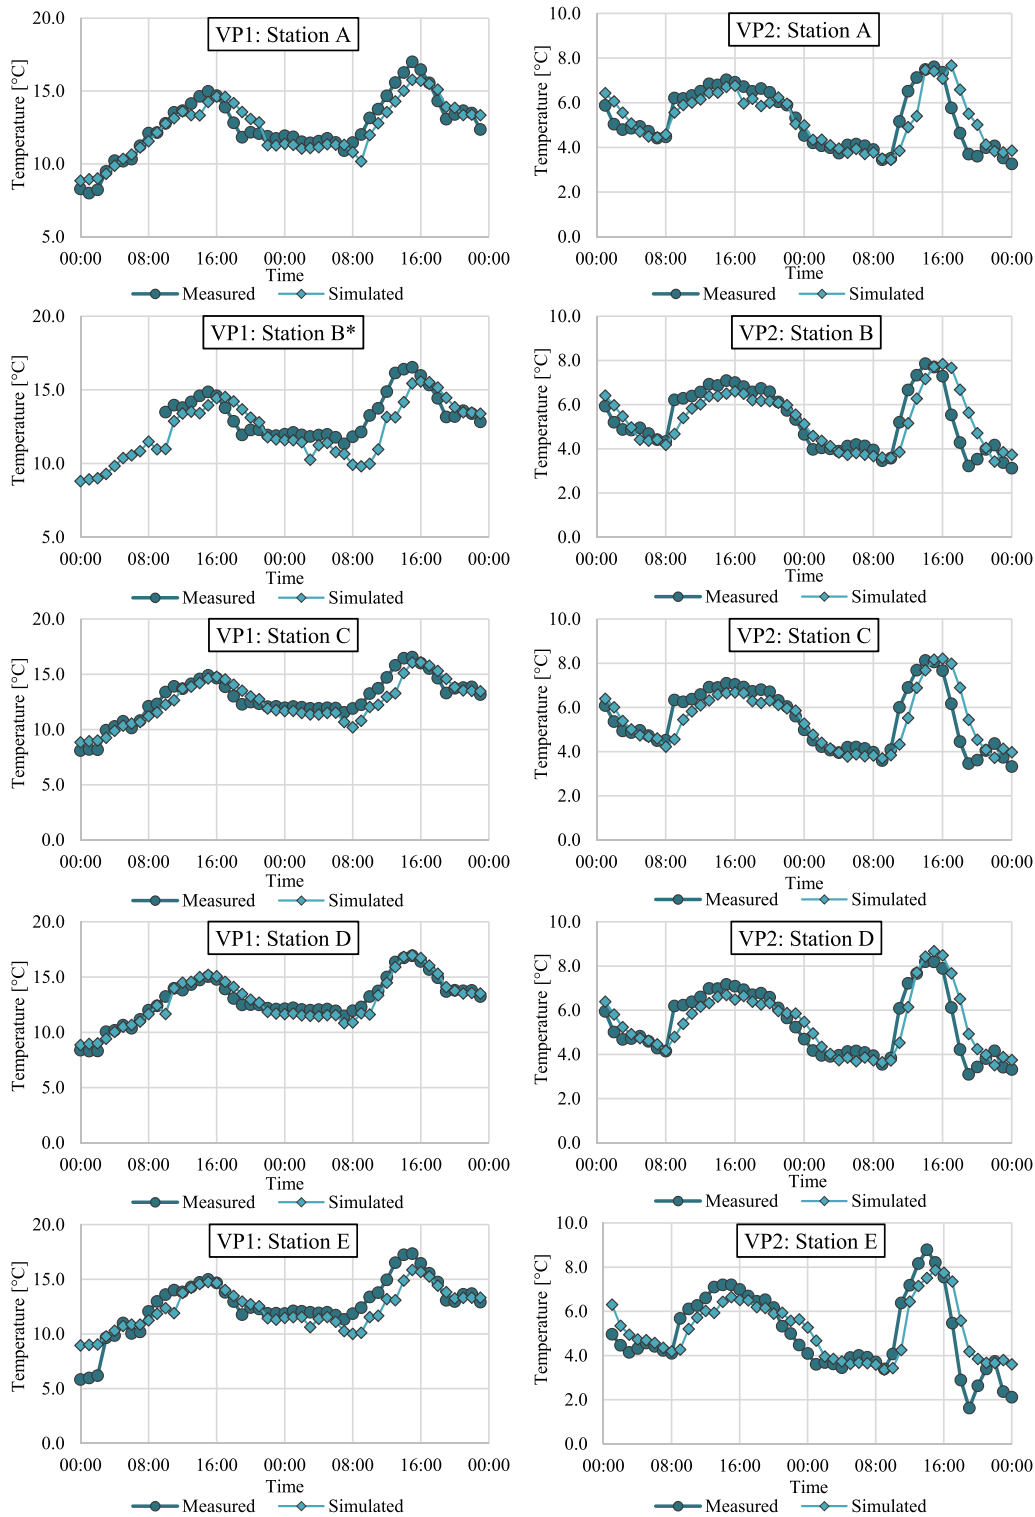 VP1: Station A
Temperature [°C]
20.0
15.0
10.0
5.0
00:00 08:00 16:00 00:00 08:00 16:00 00:00
Time
Measured Simulated
VP2: Station A
Temperature [°C]
10.0
8.0
6.0
4.0
2.0
0.0
00:00 08:00 16:00 00:00 08:00 16:00 00:00
Time
Measured Simulated
VP1: Station B*
Temperature [°C]
20.0
15.0
10.0
5.0
00:00 08:00 16:00 00:00 08:00 16:00 00:00
Time
Measured Simulated
VP2: Station B
Temperature [°C]
10.0
8.0
6.0
4.0
2.0
0.0
00:00 08:00 16:00 00:00 08:00 16:00 00:00
Time
Measured Simulated
VP1: Station C
Temperature [°C]
20.0
15.0
10.0
5.0
0.0
00:00 08:00 16:00 00:00 08:00 16:00 00:00
Time
Measured Simulated
VP2: Station C
Temperature [°C]
10.0
8.0
6.0
4.0
2.0
0.0
00:00 08:00 16:00 00:00 08:00 16:00 00:00
Time
Measured Simulated
VP1: Station D
Temperature [°C]
20.0
15.0
10.0
5.0
0.0
00:00 08:00 16:00 00:00 08:00 16:00 00:00
Time
Measured Simulated
VP2: Station D
Temperature [°C]
10.0
8.0
6.0
4.0
2.0
0.0
00:00 08:00 16:00 00:00 08:00 16:00 00:00
Time
Measured Simulated
VP1: Station E
Temperature [°C]
20.0
15.0
10.0
5.0
0.0
00:00 08:00 16:00 00:00 08:00 16:00 00:00
Time
Measured Simulated
VP2: Station E
Temperature [°C]
10.0
8.0
6.0
4.0
2.0
0.0
00:00 08:00 16:00 00:00 08:00 16:00 00:00
Time
Measured Simulated